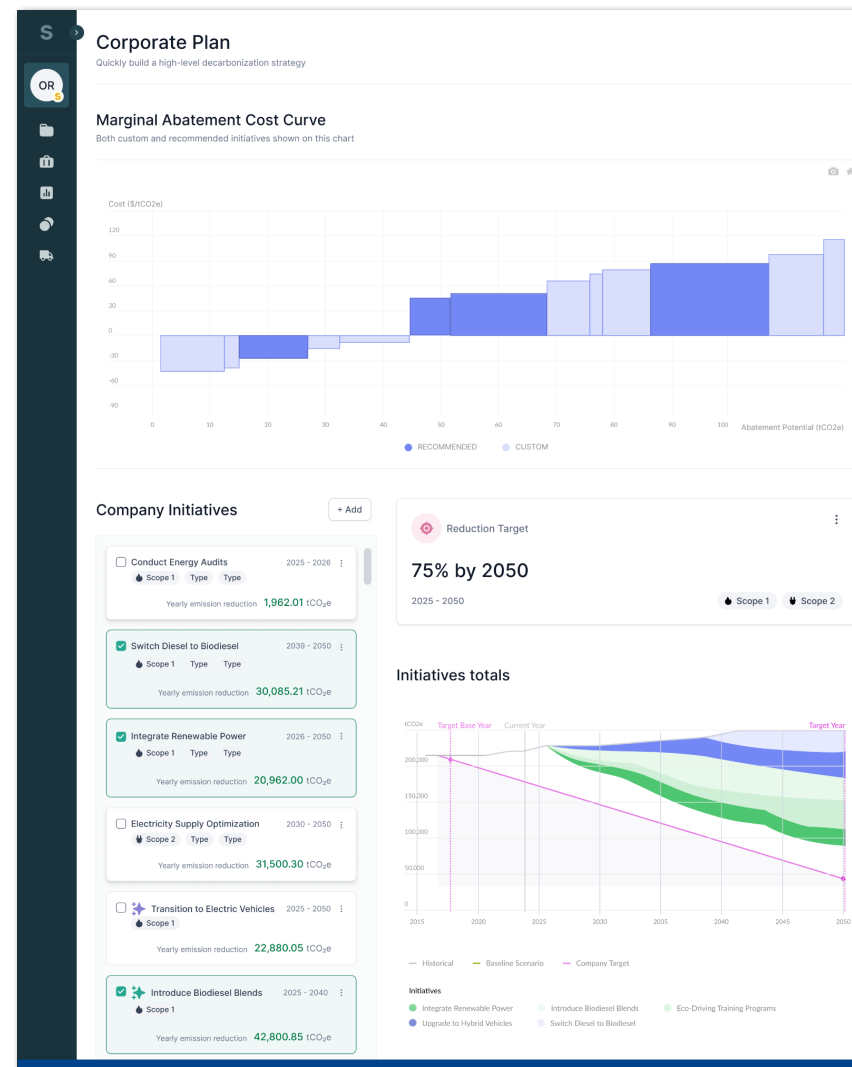 S
Corporate Plan
Quickly build a high-level decarbonization strategy
OR
S
Marginal Abatement Cost Curve
Both custom and recommended initiatives shown on this chart
Cost ($/tCO2e)
120
90
60
30
0
-30
-60
-90
0 10 20 30 40 50 60 70 80 90 100 Abatement Potential (tCO2e)
RECOMMENDED CUSTOM
Company Initiatives
+ Add
Conduct Energy Audits 2025 - 2026
Scope 1 Type Type
Yearly emission reduction 1,962.01 tCO₂e
Switch Diesel to Biodiesel 2039 - 2050
Scope 1 Type Type
Yearly emission reduction 30,085.21 tCO₂e
Integrate Renewable Power 2026 - 2050
Scope 1 Type Type
Yearly emission reduction 20,962.00 tCO₂e
Electricity Supply Optimization 2030 - 2050
Scope 2 Type Type
Yearly emission reduction 31,500.30 tCO₂e
Transition to Electric Vehicles 2025 - 2050
Scope 1
Yearly emission reduction 22,880.05 tCO₂e
Introduce Biodiesel Blends 2025 - 2040
Scope 1
Yearly emission reduction 42,800.85 tCO₂e
Reduction Target
75% by 2050
2025 - 2050 Scope 1 Scope 2
Initiatives totals
tCO2e Target Base Year Current Year Target Year
200,000
150,000
100,000
50,000
0
2015 2020 2025 2030 2035 2040 2045 2050
Historical Baseline Scenario Company Target
Initiatives
Integrate Renewable Power Introduce Biodiesel Blends Eco-Driving Training Programs
Upgrade to Hybrid Vehicles Switch Diesel to Biodiesel